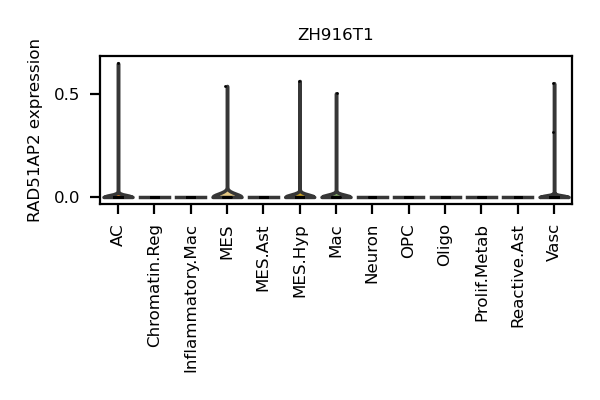 ZH916T1
RAD51AP2 expression
0.5
0.0
AC
Chromatin.Reg
Inflammatory.Mac
MES
MES.Ast
MES.Hyp
Mac
Neuron
OPC
Oligo
Prolif.Metab
Reactive.Ast
Vasc